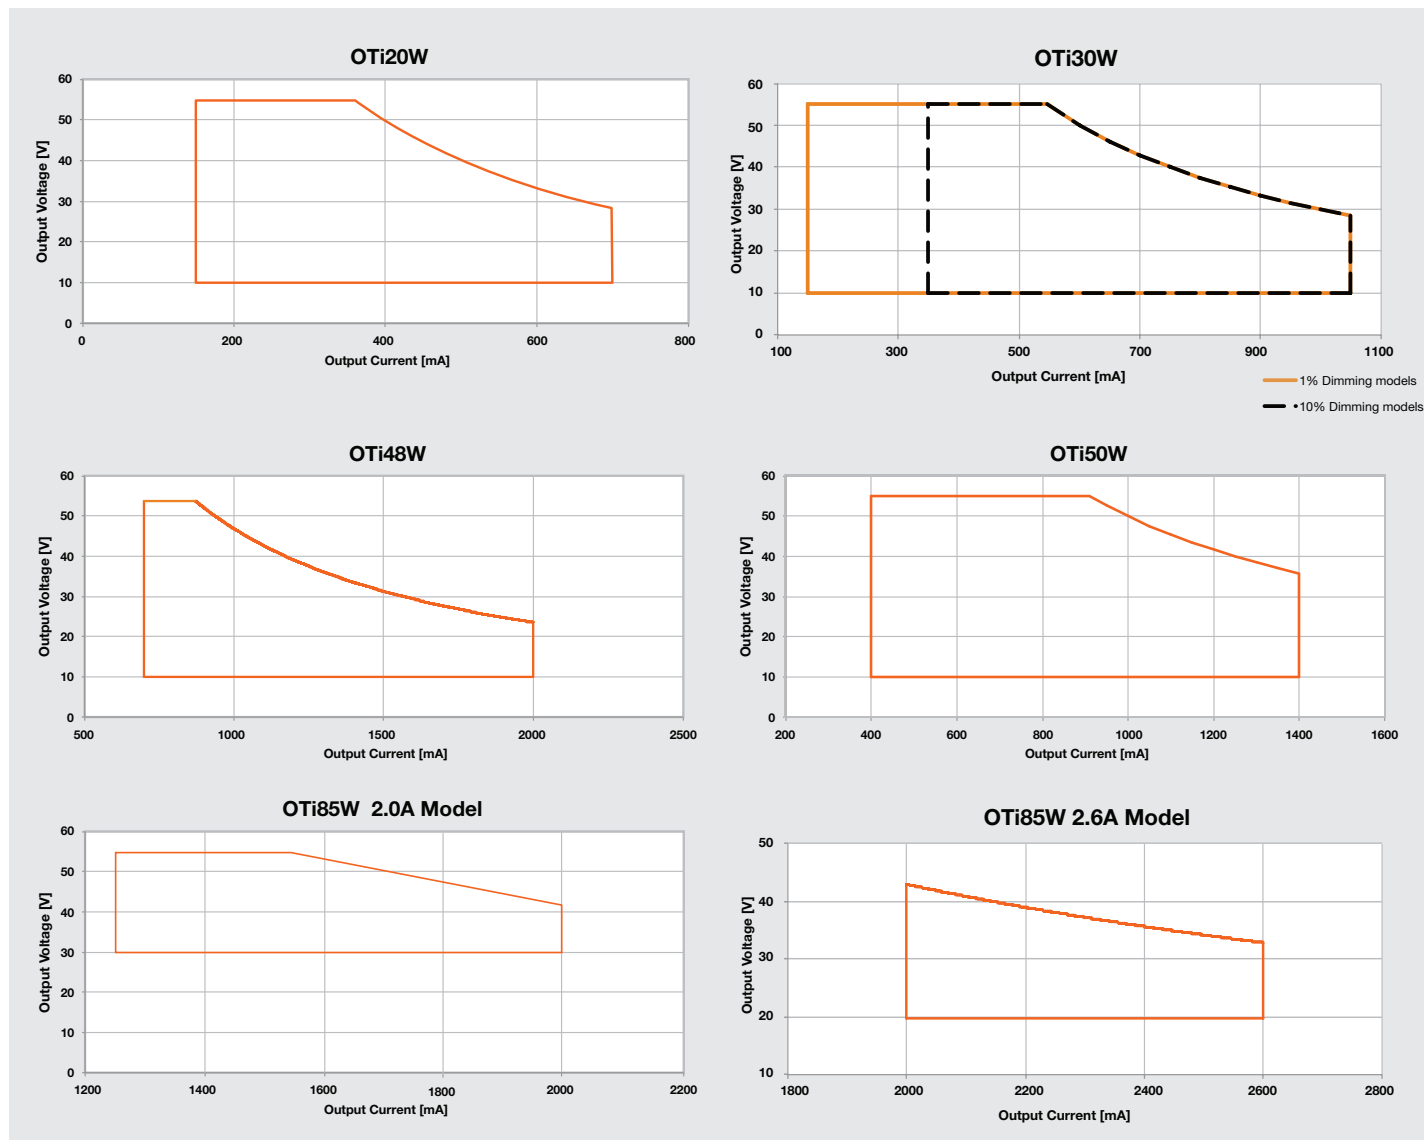 OTi20W
60
50
40
30
20
10
0
Output Voltage [V]
0 200 400 600 800
Output Current [mA]
OTi30W
60
50
40
30
20
10
0
Output Voltage [V]
100 300 500 700 900 1100
Output Current [mA]
1% Dimming models
10% Dimming models
OTi48W
60
50
40
30
20
10
0
Output Voltage [V]
500 1000 1500 2000 2500
Output Current [mA]
OTi50W
60
50
40
30
20
10
0
Output Voltage [V]
200 400 600 800 1000 1200 1400 1600
Output Current [mA]
OTi85W 2.0A Model
60
50
40
30
20
10
0
Output Voltage [V]
1200 1400 1600 1800 2000 2200
Output Current [mA]
OTi85W 2.6A Model
50
40
30
20
10
Output Voltage [V]
1800 2000 2200 2400 2600 2800
Output Current [mA]